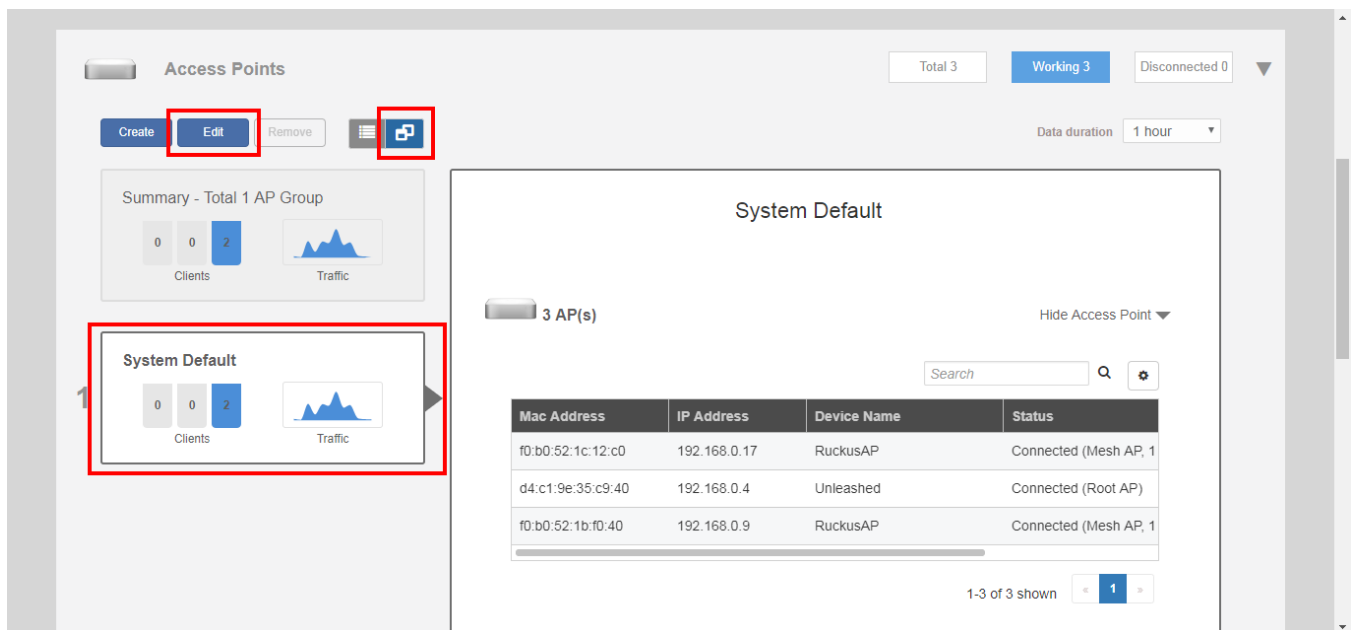 Access Points
Total 3
Working 3
Disconnected 0
Create
Edit
Remove
Data duration
1 hour
Summary - Total 1 AP Group
0 0 2
Clients
Traffic
1
System Default
0 0 2
Clients
Traffic
System Default
3 AP(s)
Hide Access Point
Search
Mac Address IP Address Device Name Status
f0:b0:52:1c:12:c0 192.168.0.17 RuckusAP Connected (Mesh AP, 1
d4:c1:9e:35:c9:40 192.168.0.4 Unleashed Connected (Root AP)
f0:b0:52:1b:f0:40 192.168.0.9 RuckusAP Connected (Mesh AP, 1
1-3 of 3 shown « 1 »